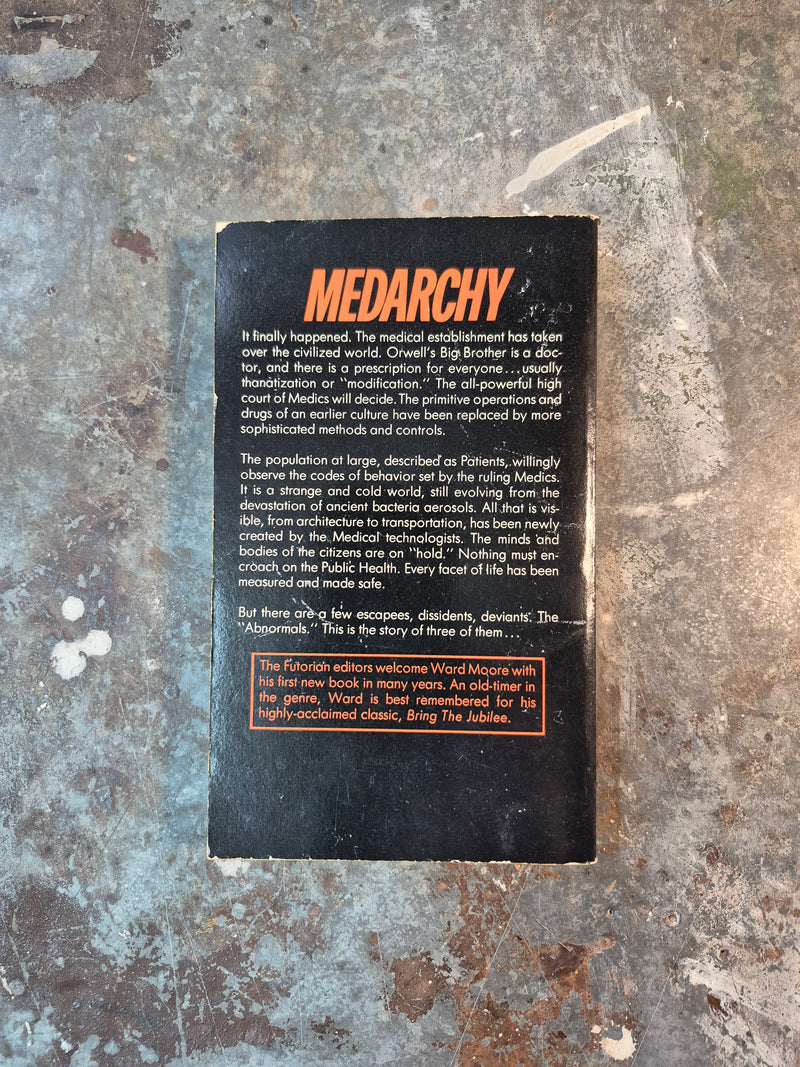 MEDARCHY
It finally happened. The medical establishment has taken
over the civilized world. Orwell's Big Brother is a doc-
tor, and there is a prescription for everyone...usually
thanatization or "modification." The all-powerful high
court of Medics will decide. The primitive operations and
drugs of an earlier culture have been replaced by more
sophisticated methods and controls.
The population at large, described as Patients, willingly
observe the codes of behavior set by the ruling Medics.
It is a strange and cold world, still evolving from the
devastation of ancient bacteria aerosols. All that is vis-
ible, from architecture to transportation, has been newly
created by the Medical technologists. The minds and
bodies of the citizens are on "hold." Nothing must en-
croach on the Public Health. Every facet of life has been
measured and made safe.
But there are a few escapees, dissidents, deviants. The
"Abnormals." This is the story of three of them...
The Futorian editors welcome Ward Moore with
his first new book in many years. An old-timer in
the genre, Ward is best remembered for his
highly-acclaimed classic, Bring The Jubilee.